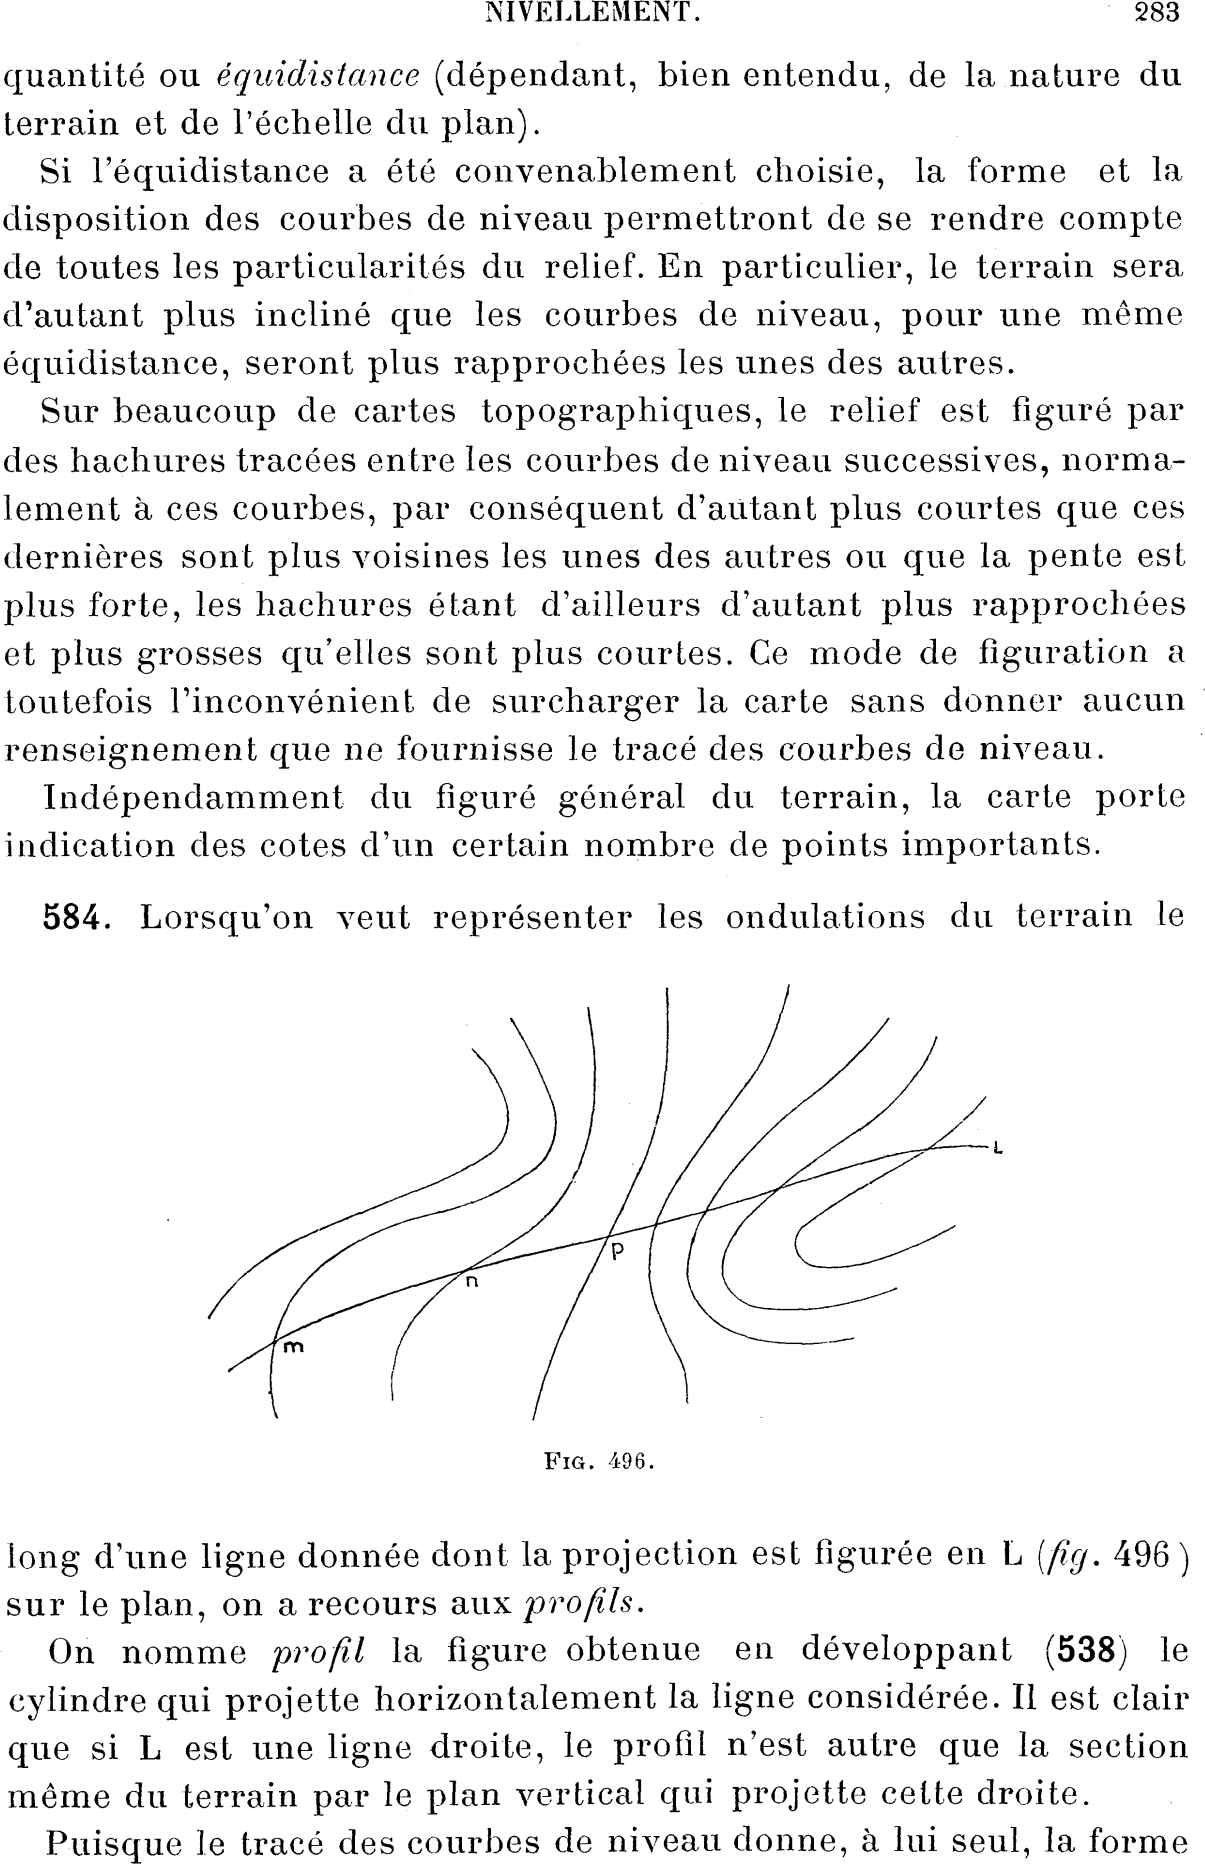 NIVELLEMENT. 283
quantité ou équidistance (dépendant, bien entendu, de la nature du
terrain et de l'échelle du plan).
Si l'équidistance a été convenablement choisie, la forme et la
disposition des courbes de niveau permettront de se rendre compte
de toutes les particularités du relief. En particulier, le terrain sera
d'autant plus incliné que les courbes de niveau, pour une même
équidistance, seront plus rapprochées les unes des autres.
Sur beaucoup de cartes topographiques, le relief est figuré par
des hachures tracées entre les courbes de niveau successives, norma-
lement à ces courbes, par conséquent d'autant plus courtes que ces
dernières sont plus voisines les unes des autres ou que la pente est
plus forte, les hachures étant d'ailleurs d'autant plus rapprochées
et plus grosses qu'elles sont plus courtes. Ce mode de figuration a
toutefois l'inconvénient de surcharger la carte sans donner aucun
renseignement que ne fournisse le tracé des courbes de niveau.
Indépendamment du figuré général du terrain, la carte porte
indication des cotes d'un certain nombre de points importants.
584. Lorsqu'on veut représenter les ondulations du terrain le
L
p
n
m
FIG. 496.
long d'une ligne donnée dont la projection est figurée en L (fig. 496)
sur le plan, on a recours aux profils.
On nomme profil la figure obtenue en développant (538) le
cylindre qui projette horizontalement la ligne considérée. Il est clair
que si L est une ligne droite, le profil n'est autre que la section
même du terrain par le plan vertical qui projette cette droite.
Puisque le tracé des courbes de niveau donne, à lui seul, la forme